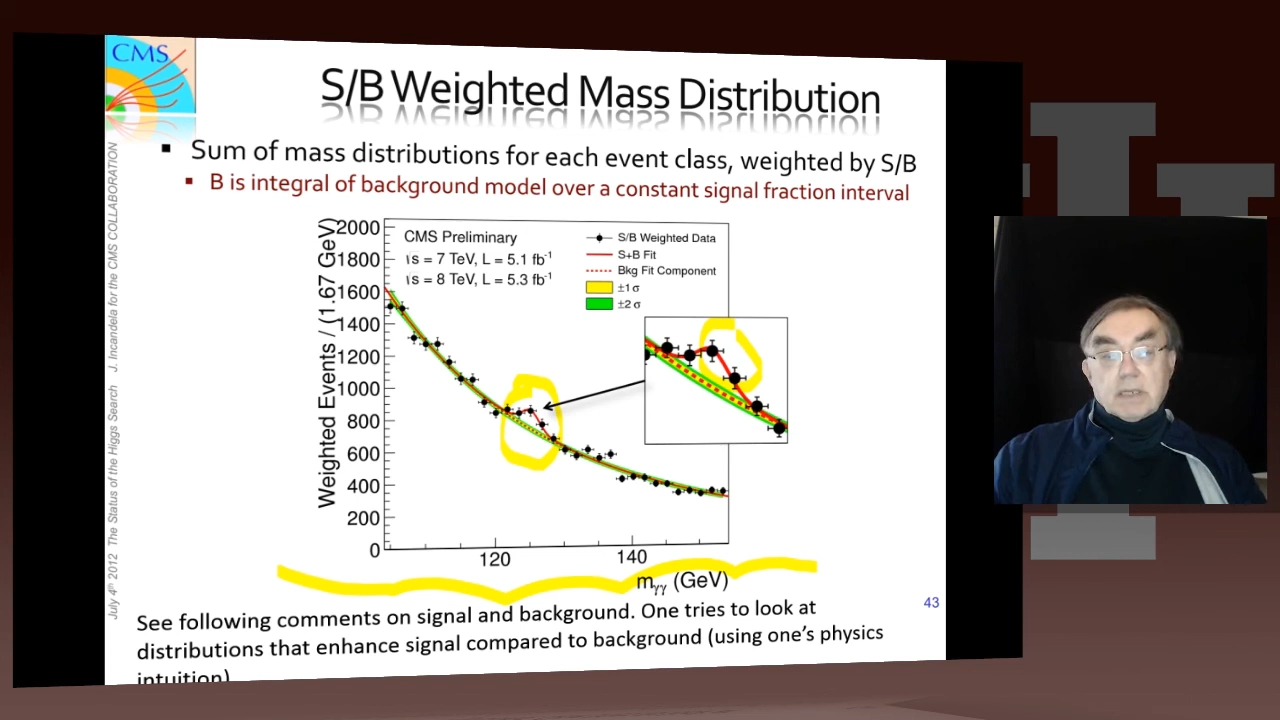 CMS
S/B Weighted Mass Distribution
▪ Sum of mass distributions for each event class, weighted by S/B
▪ B is integral of background model over a constant signal fraction interval
July 4th 2012 The Status of the Higgs Search J. Incandela for the CMS COLLABORATION
Weighted Events / (1.67 GeV)
2000
1800
1600
1400
1200
1000
800
600
400
200
0
CMS Preliminary
√s = 7 TeV, L = 5.1 fb-1
√s = 8 TeV, L = 5.3 fb-1
S/B Weighted Data
S+B Fit
Bkg Fit Component
±1 σ
±2 σ
120
140
mγγ (GeV)
43
See following comments on signal and background. One tries to look at
distributions that enhance signal compared to background (using one's physics
intuition)